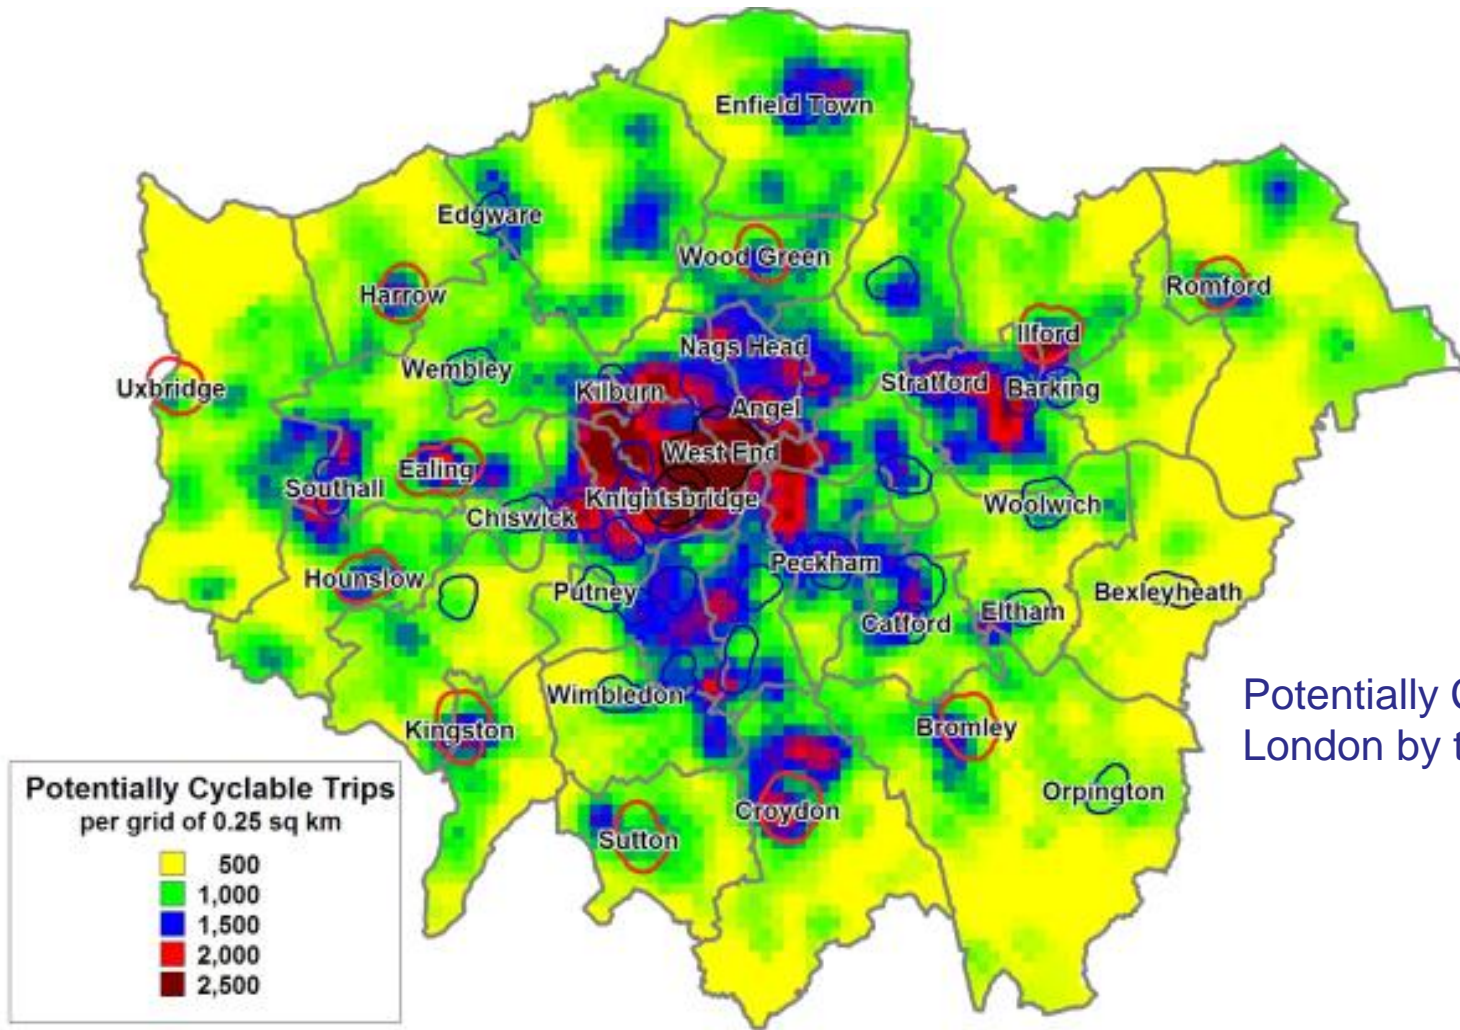 Enfield Town
Edgware
Wood Green
Harrow
Romford
Ilford
Nags Head
Wembley
Uxbridge
Kilburn
Stratford
Barking
Angel
West End
Ealing
Southall
Knightsbridge
Woolwich
Chiswick
Peckham
Hounslow
Putney
Bexleyheath
Eltham
Catford
Wimbledon
Kingston
Bromley
Orpington
Croydon
Sutton
Potentially Cyclable Trips
per grid of 0.25 sq km
500
1,000
1,500
2,000
2,500
Potentially
London by